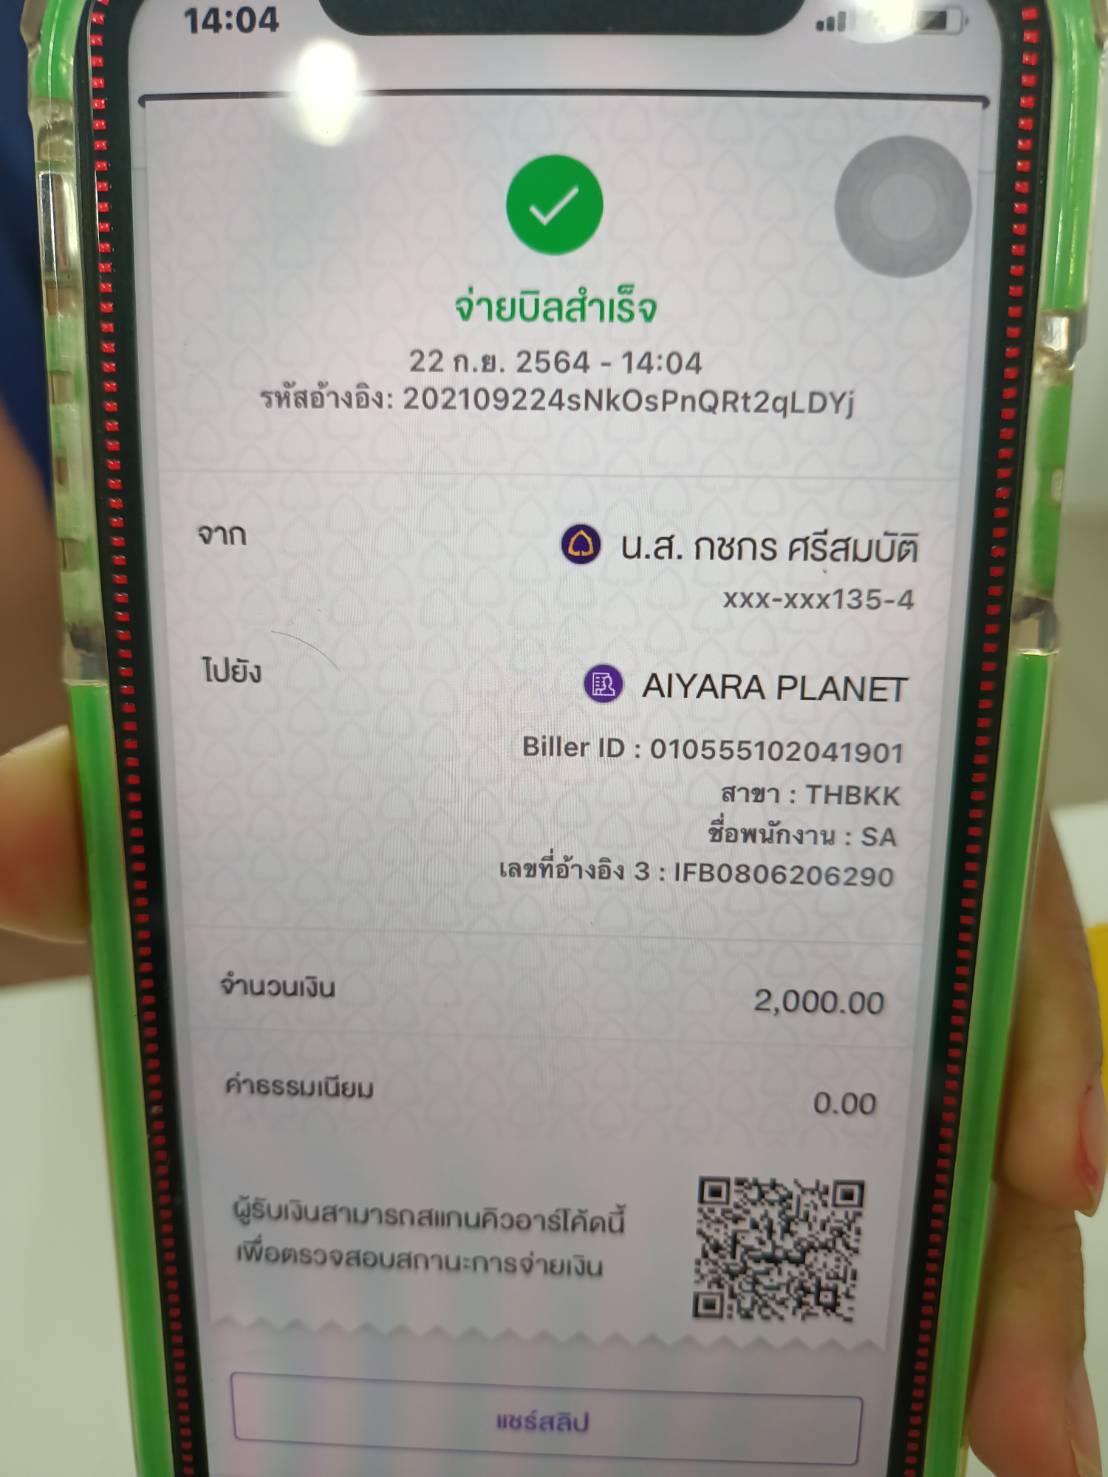 14:04
จ่ายบิลสำเร็จ
22 ก.ย. 2564 - 14:04
รหัสอ้างอิง: 202109224sNkOsPnQRt2qLDYj
จาก
น.ส. กชกร ศรีสมบัติ
xxx-xxx135-4
ไปยัง
AIYARA PLANET
Biller ID : 010555102041901
สาขา : THBKK
ชื่อพนักงาน : SA
เลขที่อ้างอิง 3 : IFB0806206290
จำนวนเงิน 2,000.00
ค่าธรรมเนียม 0.00
ผู้รับเงินสามารถสแกนคิวอาร์โค้ดนี้
เพื่อตรวจสอบสถานะการจ่ายเงิน
แชร์สลิป